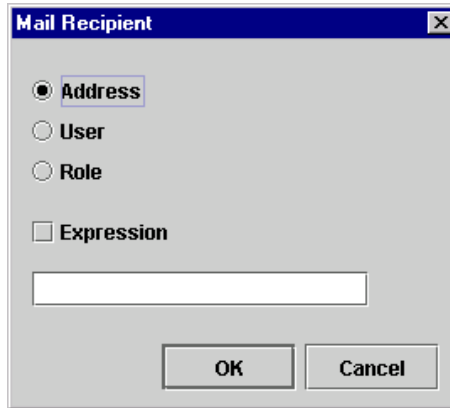 Mail Recipient
Address
User
Role
Expression
OK Cancel